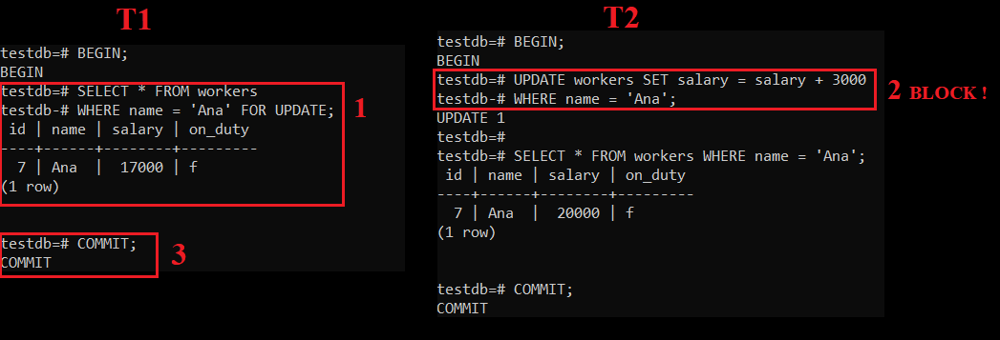 T1
testdb=# BEGIN;
BEGIN
testdb=# SELECT * FROM workers
testdb-# WHERE name = 'Ana' FOR UPDATE;
 id | name | salary | on_duty
----+------+--------+---------
  7 | Ana  |  17000 | f
(1 row)
1
testdb=# COMMIT;
COMMIT
3
T2
testdb=# BEGIN;
BEGIN
testdb=# UPDATE workers SET salary = salary + 3000
testdb-# WHERE name = 'Ana';
2 BLOCK !
UPDATE 1
testdb=#
testdb=# SELECT * FROM workers WHERE name = 'Ana';
 id | name | salary | on_duty
----+------+--------+---------
  7 | Ana  |  20000 | f
(1 row)
testdb=# COMMIT;
COMMIT